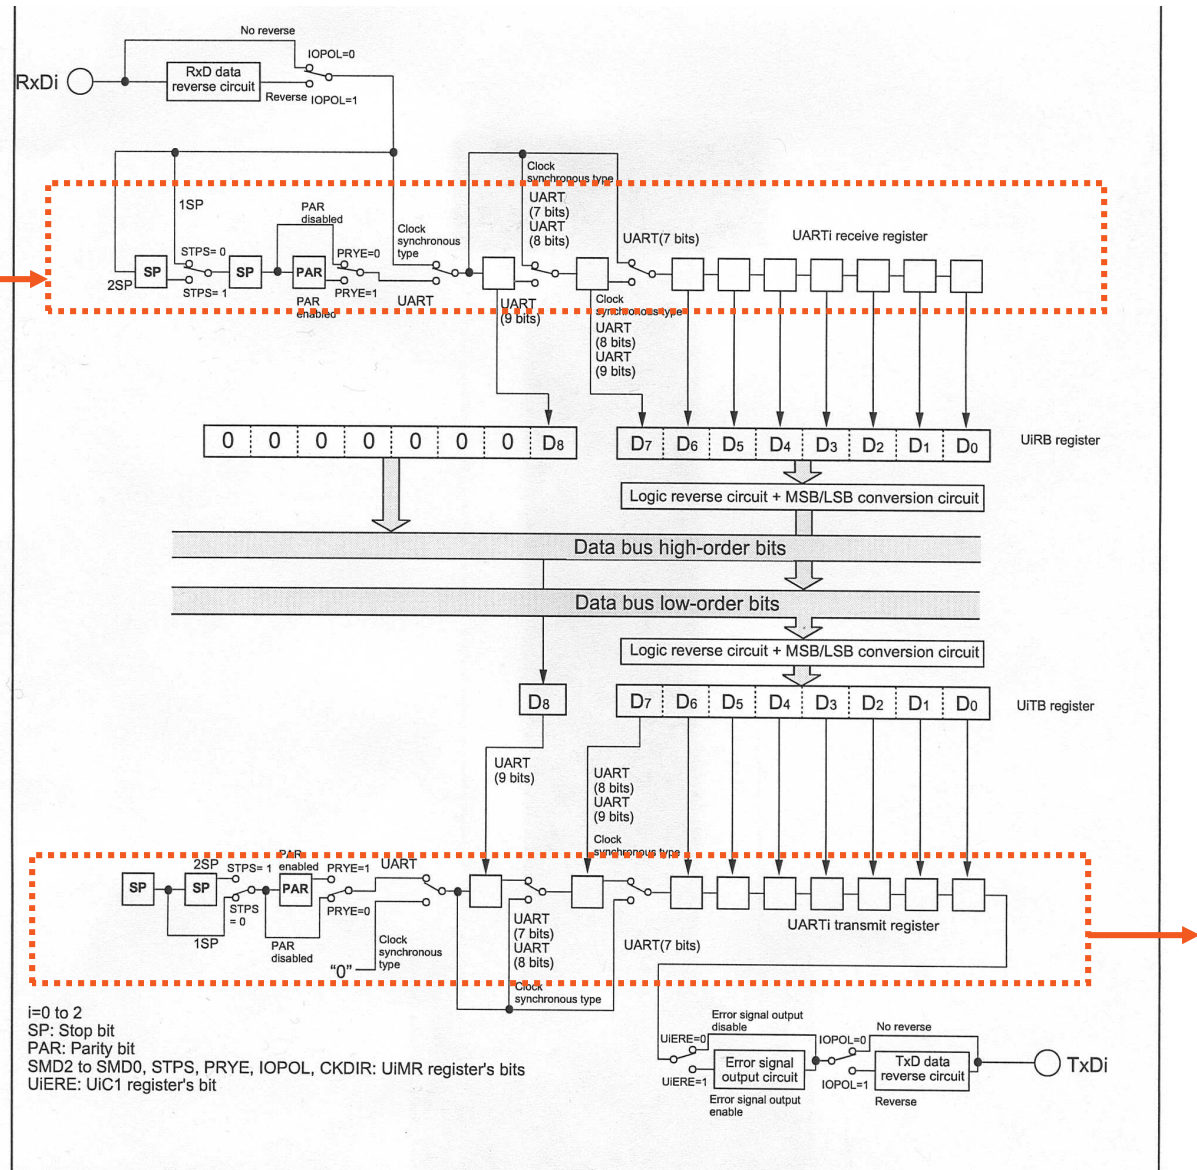 No reverse
IOPOL=0
RxDi
RxD data
reverse circuit
Reverse
IOPOL=1
Clock
synchronous type
1SP
PAR
disabled
UART
(7 bits)
UART
(8 bits)
Clock
synchronous
type
UART(7 bits)
UARTi receive register
STPS= 0
PRYE=0
SP
SP
PAR
2SP
STPS= 1
PRYE=1
UART
PAR
enabled
UART
(9 bits)
Clock
synchronous type
UART
(8 bits)
UART
(9 bits)
0 0 0 0 0 0 0 D8
D7 D6 D5 D4 D3 D2 D1 D0
UiRB register
Logic reverse circuit + MSB/LSB conversion circuit
Data bus high-order bits
Data bus low-order bits
Logic reverse circuit + MSB/LSB conversion circuit
D8
D7 D6 D5 D4 D3 D2 D1 D0
UiTB register
UART
(9 bits)
UART
(8 bits)
UART
(9 bits)
Clock
synchronous type
PAR
enabled
2SP
STPS= 1
PRYE=1
UART
SP
SP
PAR
STPS
= 0
PRYE=0
1SP
PAR
disabled
Clock
synchronous
type
"0"
UART
(7 bits)
UART
(8 bits)
UART(7 bits)
UARTi transmit register
Clock
synchronous type
i=0 to 2
SP: Stop bit
PAR: Parity bit
SMD2 to SMD0, STPS, PRYE, IOPOL, CKDIR: UiMR register's bits
UiERE: UiC1 register's bit
Error signal output
disable
UiERE=0
IOPOL=0
No reverse
Error signal
output circuit
TxD data
reverse circuit
TxDi
UiERE=1
IOPOL=1
Error signal output
enable
Reverse